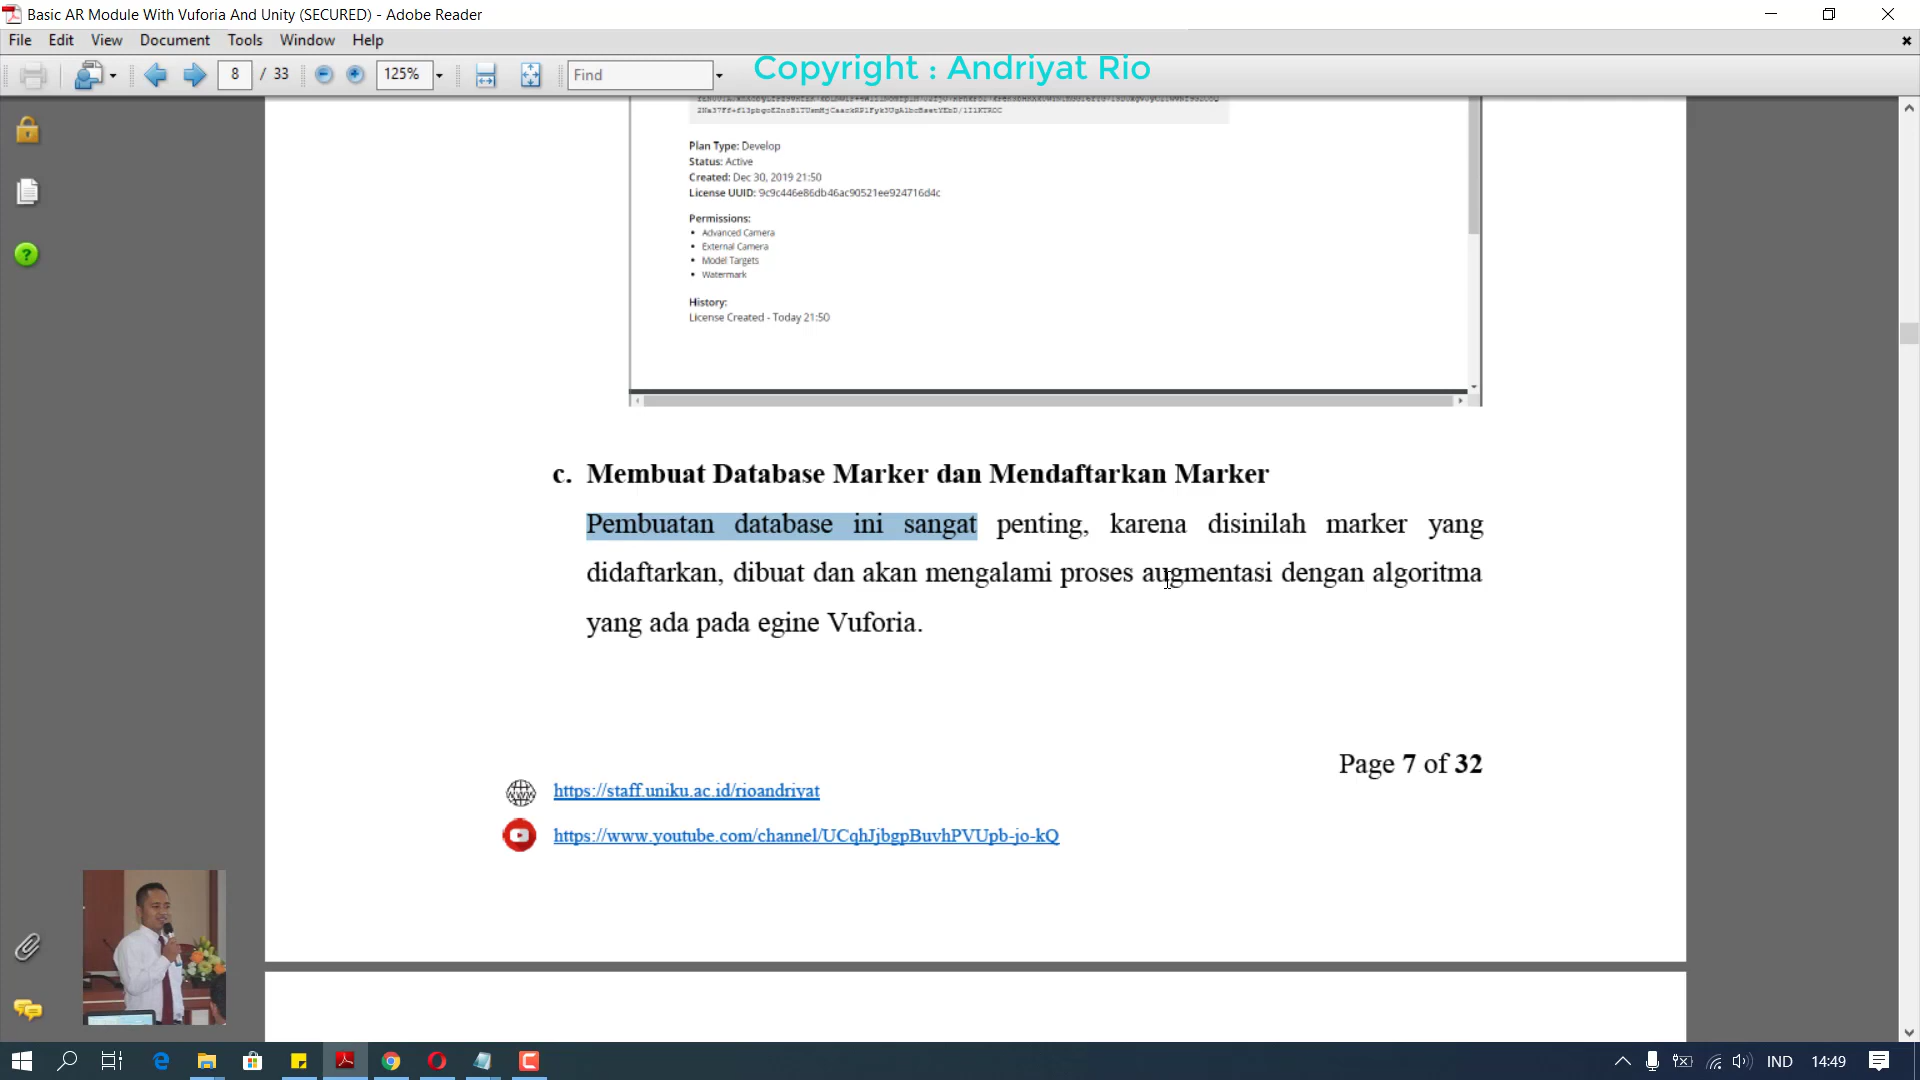 Basic AR Module With Vuforia And Unity (SECURED) - Adobe Reader
File Edit View Document Tools Window Help
8 / 33 125% Find
Copyright : Andriyat Rio
Plan Type: Develop
Status: Active
Created: Dec 30, 2019 21:50
License UUID: 9c9c446e86db46ac90521ee924716d4c
Permissions:
• Advanced Camera
• External Camera
• Model Targets
• Watermark
History:
License Created - Today 21:50
c. Membuat Database Marker dan Mendaftarkan Marker
Pembuatan database ini sangat penting, karena disinilah marker yang
didaftarkan, dibuat dan akan mengalami proses augmentasi dengan algoritma
yang ada pada egine Vuforia.
Page 7 of 32
https://staff.uniku.ac.id/rioandriyat
https://www.youtube.com/channel/UCqhJjbgpBuvhPVUpb-jo-kQ
IND 14:49